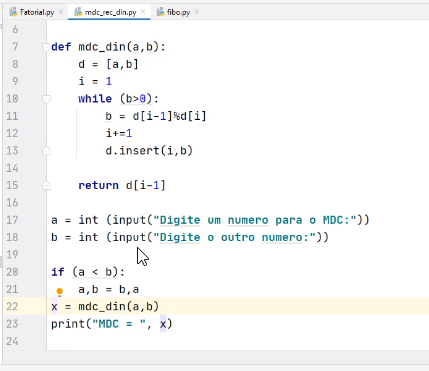 Fatorial.py mdc_rec_din.py fibo.py
6
7 def mdc_din(a,b):
8 d = [a,b]
9 i = 1
10 while (b>0):
11 b = d[i-1]%d[i]
12 i+=1
13 d.insert(i,b)
14
15 return d[i-1]
16
17 a = int (input("Digite um numero para o MDC:"))
18 b = int (input("Digite o outro numero:"))
19
20 if (a < b):
21 a,b = b,a
22 x = mdc_din(a,b)
23 print("MDC = ", x)
24